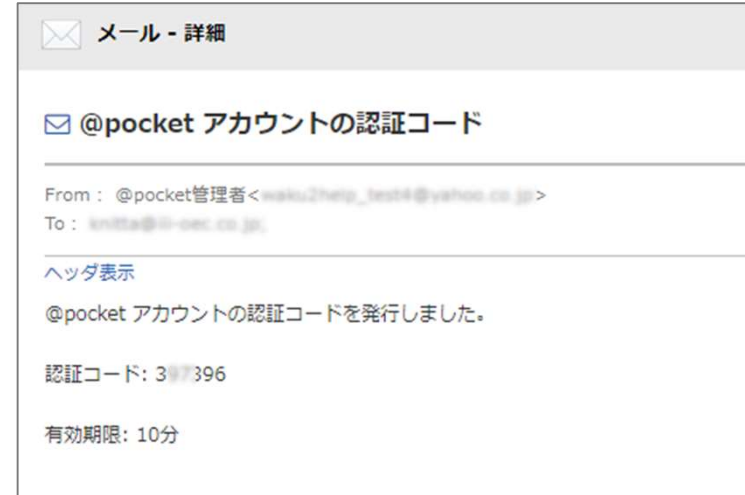 メール - 詳細
@pocket アカウントの認証コード
From： @pocket管理者< >
To：
ヘッダ表示
@pocket アカウントの認証コードを発行しました。
認証コード: 3 396
有効期限: 10分